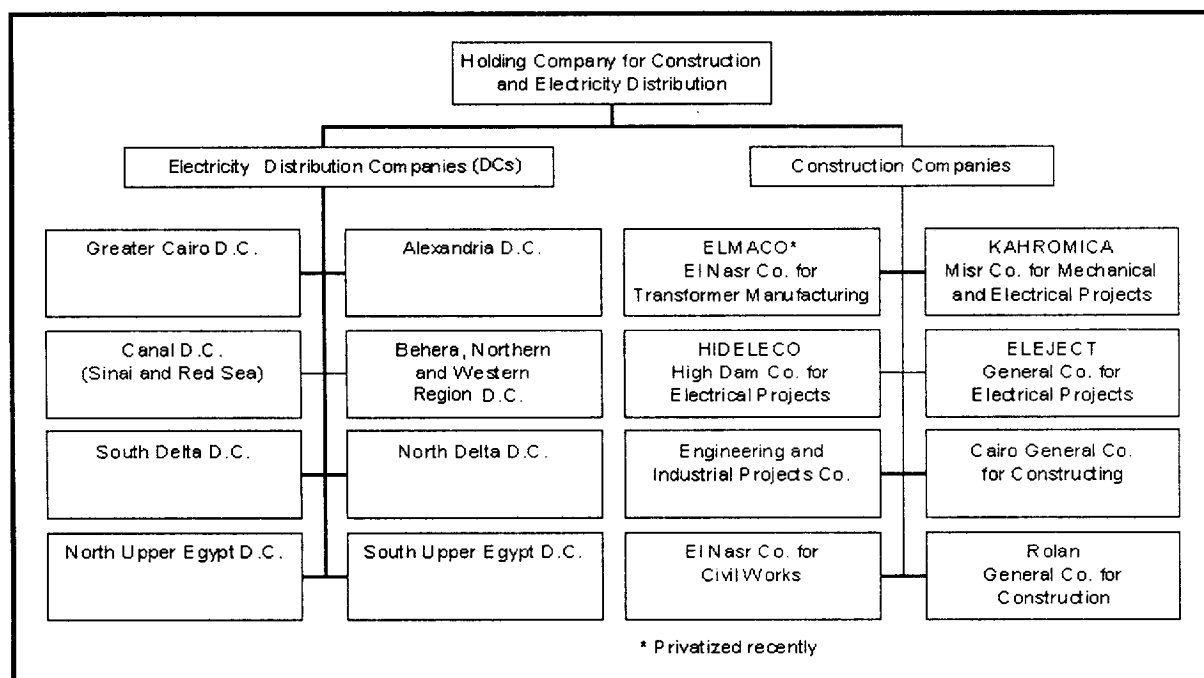 Holding Company for Construction
and Electricity Distribution
Electricity Distribution Companies (DCs)
Construction Companies
Greater Cairo D.C.
Alexandria D.C.
ELMACO*
El Nasr Co. for
Transformer Manufacturing
KAHROMICA
Misr Co. for Mechanical
and Electrical Projects
Canal D.C.
(Sinai and Red Sea)
Behera, Northern
and Western
Region D.C.
HIDELECO
High Dam Co. for
Electrical Projects
ELEJECT
General Co. for
Electrical Projects
South Delta D.C.
North Delta D.C.
Engineering and
Industrial Projects Co.
Cairo General Co.
for Constructing
North Upper Egypt D.C.
South Upper Egypt D.C.
El Nasr Co. for
Civil Works
Rolan
General Co. for
Construction
* Privatized recently